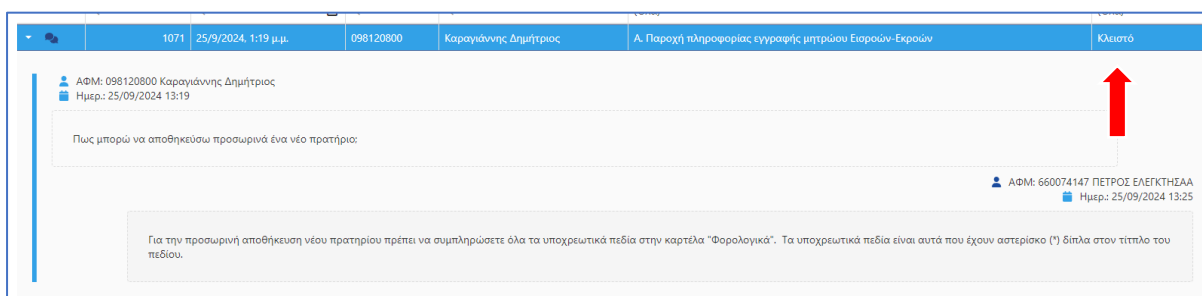 1071 25/9/2024, 1:19 μ.μ. 098120800 Καραγιάννης Δημήτριος Α. Παροχή πληροφορίας εγγραφής μητρώου Εισροών-Εκροών Κλειστό
ΑΦΜ: 098120800 Καραγιάννης Δημήτριος
Ημερ.: 25/09/2024 13:19
Πως μπορώ να αποθηκεύσω προσωρινά ένα νέο πρατήριο;
ΑΦΜ: 660074147 ΠΕΤΡΟΣ ΕΛΕΓΚΤΗΣΑΑ
Ημερ.: 25/09/2024 13:25
Για την προσωρινή αποθήκευση νέου πρατηρίου πρέπει να συμπληρώσετε όλα τα υποχρεωτικά πεδία στην καρτέλα "Φορολογικά". Τα υποχρεωτικά πεδία είναι αυτά που έχουν αστερίσκο (*) δίπλα στον τίτπλο του
πεδίου.